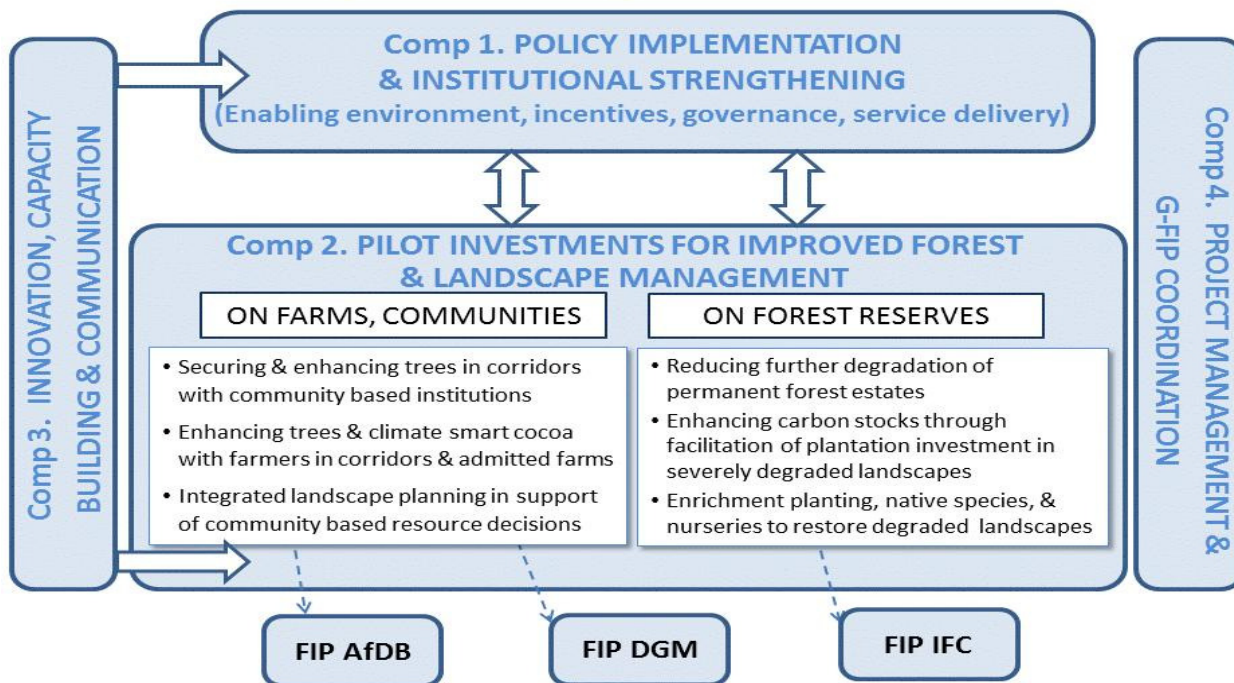 Comp 3. INNOVATION, CAPACITY
BUILDING & COMMUNICATION
Comp 1. POLICY IMPLEMENTATION
& INSTITUTIONAL STRENGTHENING
(Enabling environment, incentives, governance, service delivery)
Comp 2. PILOT INVESTMENTS FOR IMPROVED FOREST
& LANDSCAPE MANAGEMENT
ON FARMS, COMMUNITIES
• Securing & enhancing trees in corridors
with community based institutions
• Enhancing trees & climate smart cocoa
with farmers in corridors & admitted farms
• Integrated landscape planning in support
of community based resource decisions
ON FOREST RESERVES
• Reducing further degradation of
permanent forest estates
• Enhancing carbon stocks through
facilitation of plantation investment in
severely degraded landscapes
• Enrichment planting, native species, &
nurseries to restore degraded landscapes
Comp 4. PROJECT MANAGEMENT &
G-FIP COORDINATION
FIP AfDB
FIP DGM
FIP IFC